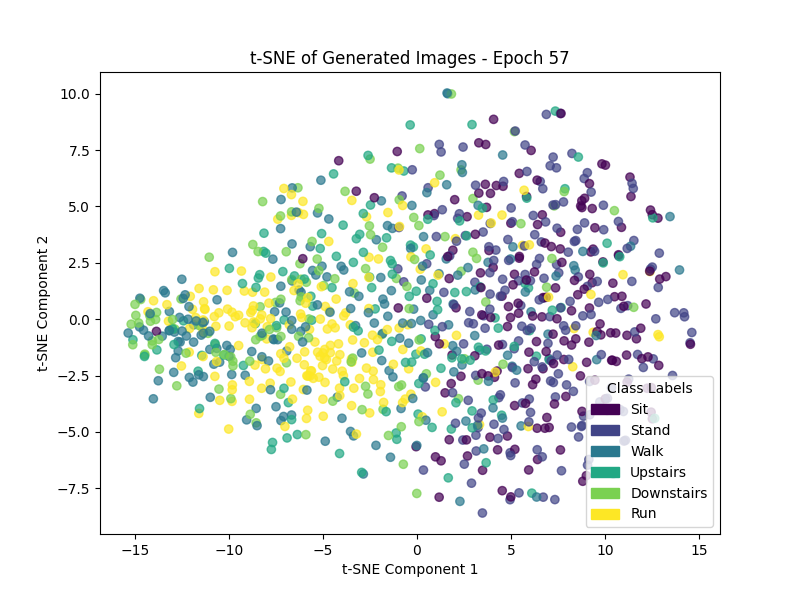 t-SNE of Generated Images - Epoch 57
10.0
7.5
5.0
2.5
0.0
−2.5
−5.0
−7.5
t-SNE Component 2
Class Labels
Sit
Stand
Walk
Upstairs
Downstairs
Run
−15
−10
−5
0
5
10
15
t-SNE Component 1